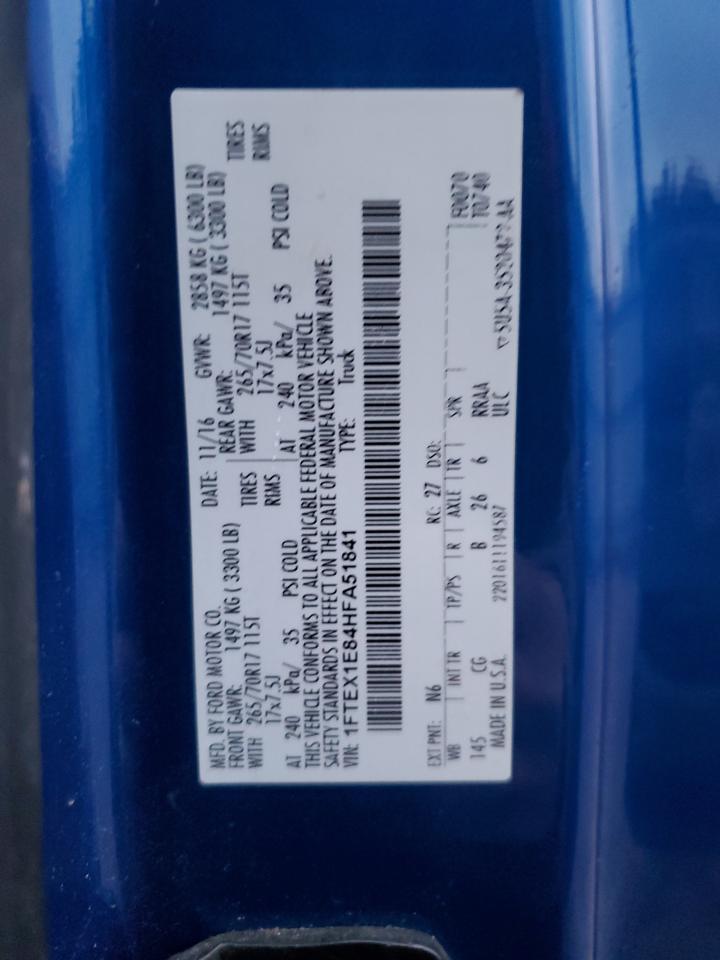 MFD. BY FORD MOTOR CO. DATE: 11/16 GVWR: 2858 KG ( 6300 LB)
FRONT GAWR: 1497 KG ( 3300 LB) REAR GAWR: 1497 KG ( 3300 LB)
WITH 265/70R17 115T TIRES WITH 265/70R17 115T TIRES
17x7.5J RIMS 17x7.5J RIMS
AT 240 kPa/ 35 PSI COLD AT 240 kPa/ 35 PSI COLD
THIS VEHICLE CONFORMS TO ALL APPLICABLE FEDERAL MOTOR VEHICLE
SAFETY STANDARDS IN EFFECT ON THE DATE OF MANUFACTURE SHOWN ABOVE.
VIN: 1FTEX1E84HFA51841 TYPE: Truck
F0070
EXT PNT: N6 RC: 27 DSO: T0740
WB INT TR TP/PS R AXLE TR SPR
145 CG B 26 6 RRAA
MADE IN U.S.A. 2201611194587 ULC